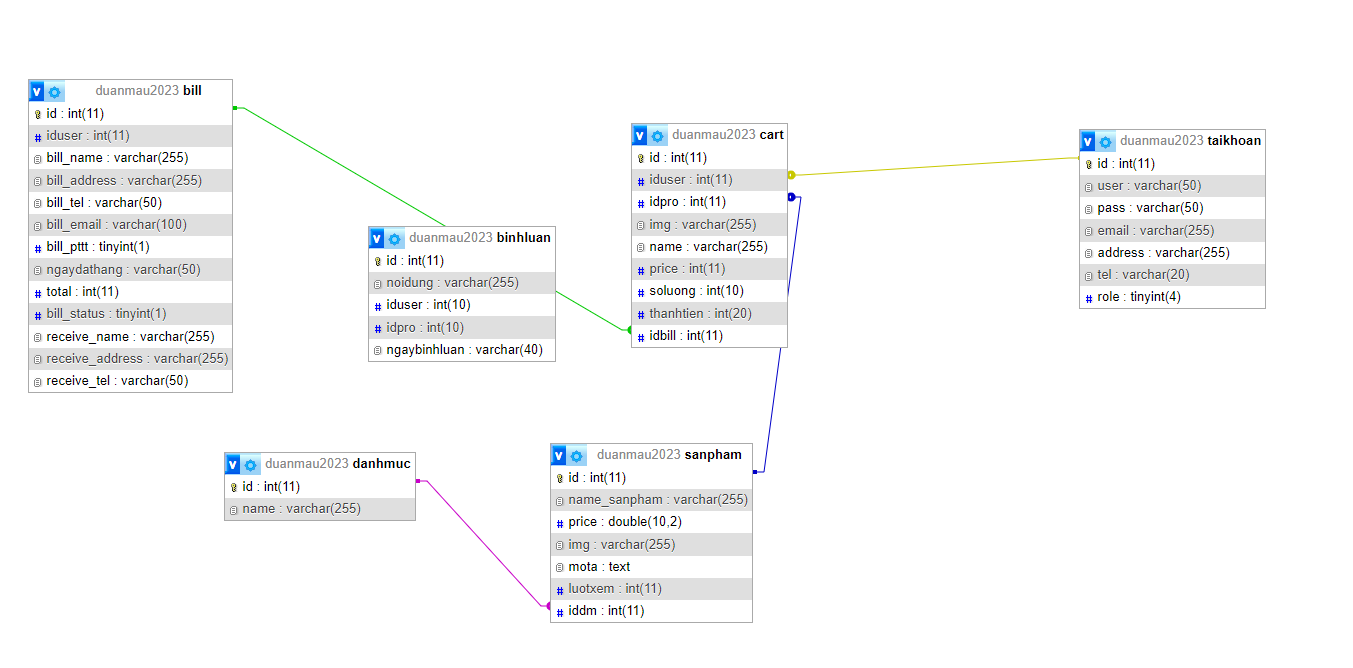 duanmau2023 bill
id : int(11)
iduser : int(11)
bill_name : varchar(255)
bill_address : varchar(255)
bill_tel : varchar(50)
bill_email : varchar(100)
bill_pttt : tinyint(1)
ngaydathang : varchar(50)
total : int(11)
bill_status : tinyint(1)
receive_name : varchar(255)
receive_address : varchar(255)
receive_tel : varchar(50)
duanmau2023 binhluan
id : int(11)
noidung : varchar(255)
iduser : int(10)
idpro : int(10)
ngaybinhluan : varchar(40)
duanmau2023 cart
id : int(11)
iduser : int(11)
idpro : int(11)
img : varchar(255)
name : varchar(255)
price : int(11)
soluong : int(10)
thanhtien : int(20)
idbill : int(11)
duanmau2023 taikhoan
id : int(11)
user : varchar(50)
pass : varchar(50)
email : varchar(255)
address : varchar(255)
tel : varchar(20)
role : tinyint(4)
duanmau2023 danhmuc
id : int(11)
name : varchar(255)
duanmau2023 sanpham
id : int(11)
name_sanpham : varchar(255)
price : double(10,2)
img : varchar(255)
mota : text
luotxem : int(11)
iddm : int(11)